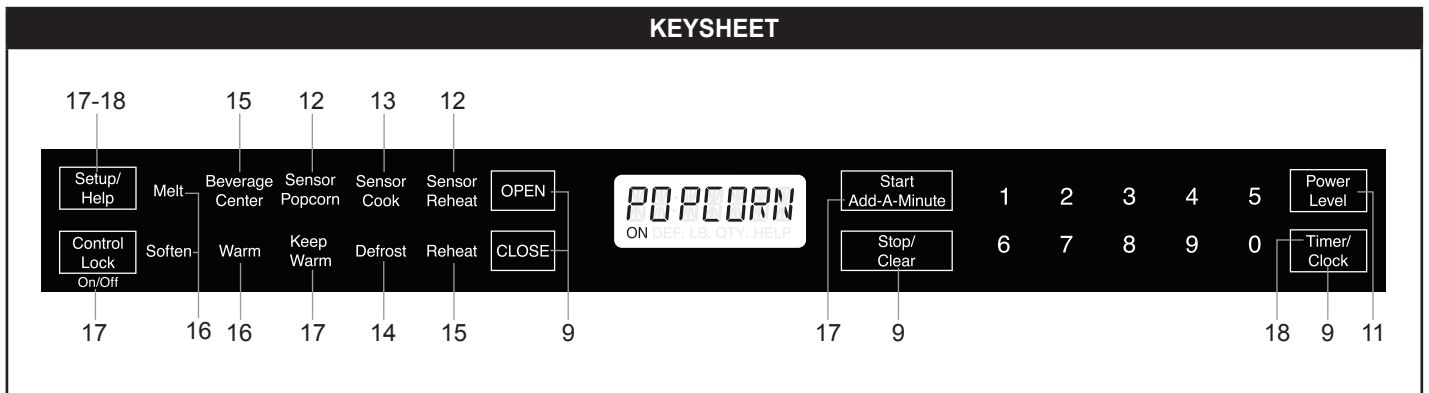 KEYSHEET
17-18 15 12 13 12
Setup/
Help
Melt
Beverage
Center
Sensor
Popcorn
Sensor
Cook
Sensor
Reheat
OPEN
POPCORN
ON DEF. LB. QTY. HELP
Start
Add-A-Minute
1 2 3 4 5
Power
Level
Control
Lock
On/Off
Soften
Warm
Keep
Warm
Defrost
Reheat
CLOSE
Stop/
Clear
6 7 8 9 0
Timer/
Clock
17 16 16 17 14 15 9 17 9 18 9 11